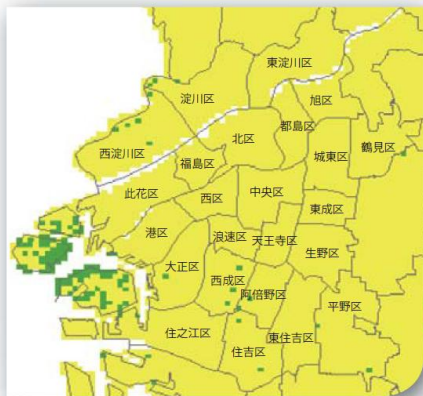 東淀川区
淀川区
旭区
都島区
北区
鶴見区
西淀川区
城東区
福島区
此花区
西区
中央区
東成区
港区
浪速区
天王寺区
生野区
大正区
西成区
阿倍野区
平野区
住之江区
東住吉区
住吉区